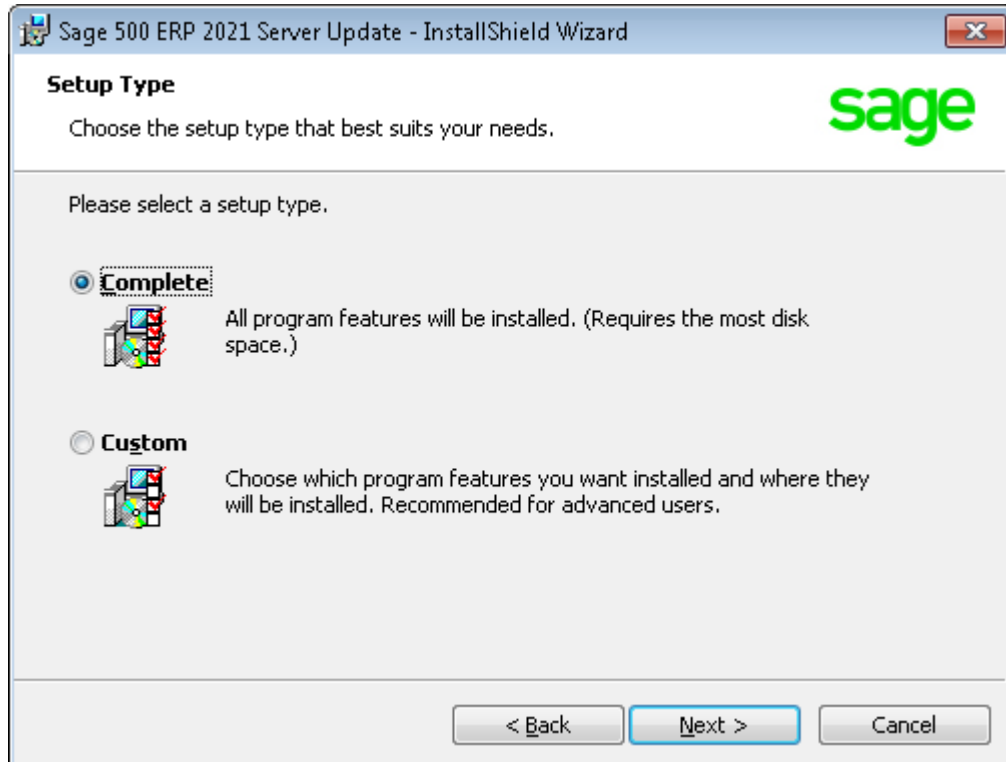 Sage 500 ERP 2021 Server Update - InstallShield Wizard
Setup Type
Choose the setup type that best suits your needs.
sage
Please select a setup type.
Complete
All program features will be installed. (Requires the most disk
space.)
Custom
Choose which program features you want installed and where they
will be installed. Recommended for advanced users.
< Back Next > Cancel